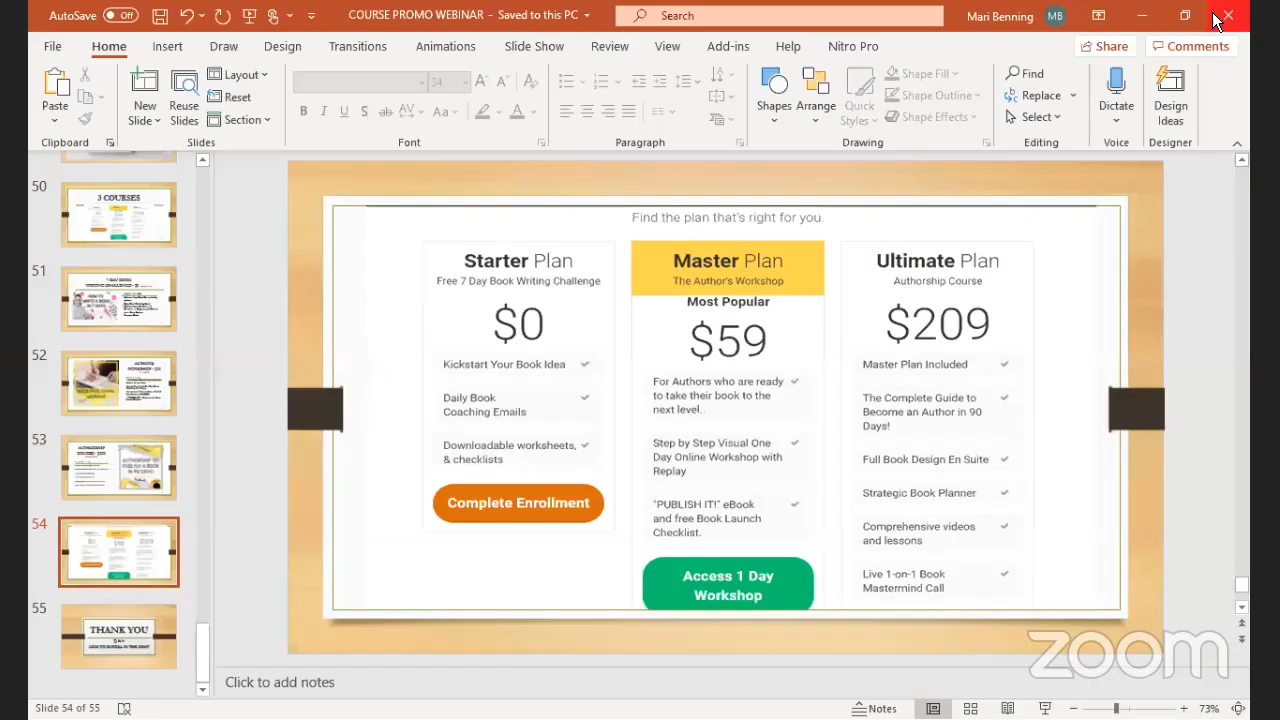 AutoSave Off
COURSE PROMO WEBINAR - Saved to this PC
Search
Mari Benning MB
File Home Insert Draw Design Transitions Animations Slide Show Review View Add-ins Help Nitro Pro Share Comments
Paste
Clipboard
New
Slide
Reuse
Slides
Layout
Reset
Section
Slides
34
B I U S ab AV Aa A
Font
Paragraph
Shapes
Arrange
Quick
Styles
Shape Fill
Shape Outline
Shape Effects
Drawing
Find
Replace
Select
Editing
Dictate
Voice
Design
Ideas
Designer
50
3 COURSES
51
52
53
54
55
THANK YOU
Find the plan that's right for you.
Starter Plan
Free 7 Day Book Writing Challenge
$0
Kickstart Your Book Idea
Daily Book
Coaching Emails
Downloadable worksheets,
& checklists
Complete Enrollment
Master Plan
The Author's Workshop
Most Popular
$59
For Authors who are ready
to take their book to the
next level.
Step by Step Visual One
Day Online Workshop with
Replay
"PUBLISH IT!" eBook
and free Book Launch
Checklist.
Access 1 Day
Workshop
Ultimate Plan
Authorship Course
$209
Master Plan Included
The Complete Guide to
Become an Author in 90
Days!
Full Book Design En Suite
Strategic Book Planner
Comprehensive videos
and lessons
Live 1-on-1 Book
Mastermind Call
zoom
Click to add notes
Slide 54 of 55
Notes
73%